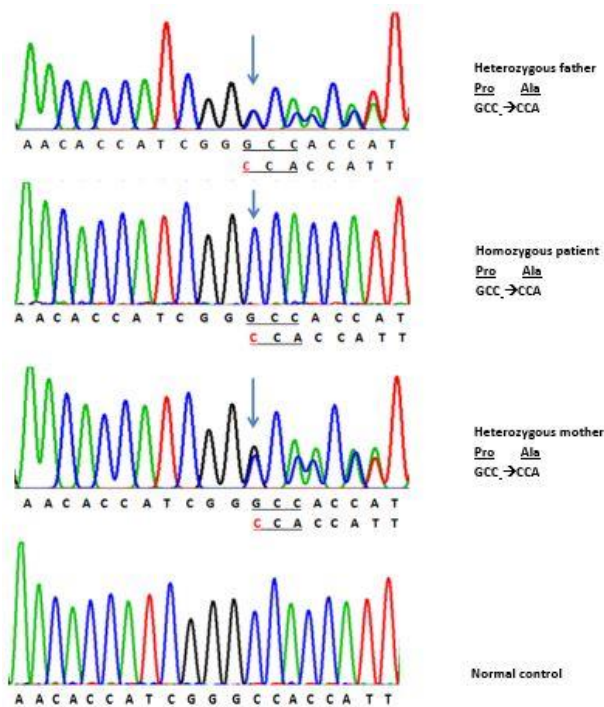 Heterozygous father
Pro Ala
GCC →CCA
A A C A C C A T C G G G C C A C C A T
C C A C C A T T
Homozygous patient
Pro Ala
GCC →CCA
A A C A C C A T C G G G C C A C C A T
C C A C C A T T
Heterozygous mother
Pro Ala
GCC →CCA
A A C A C C A T C G G G C C A C C A T
C C A C C A T T
Normal control
A A C A C C A T C G G G C C A C C A T T